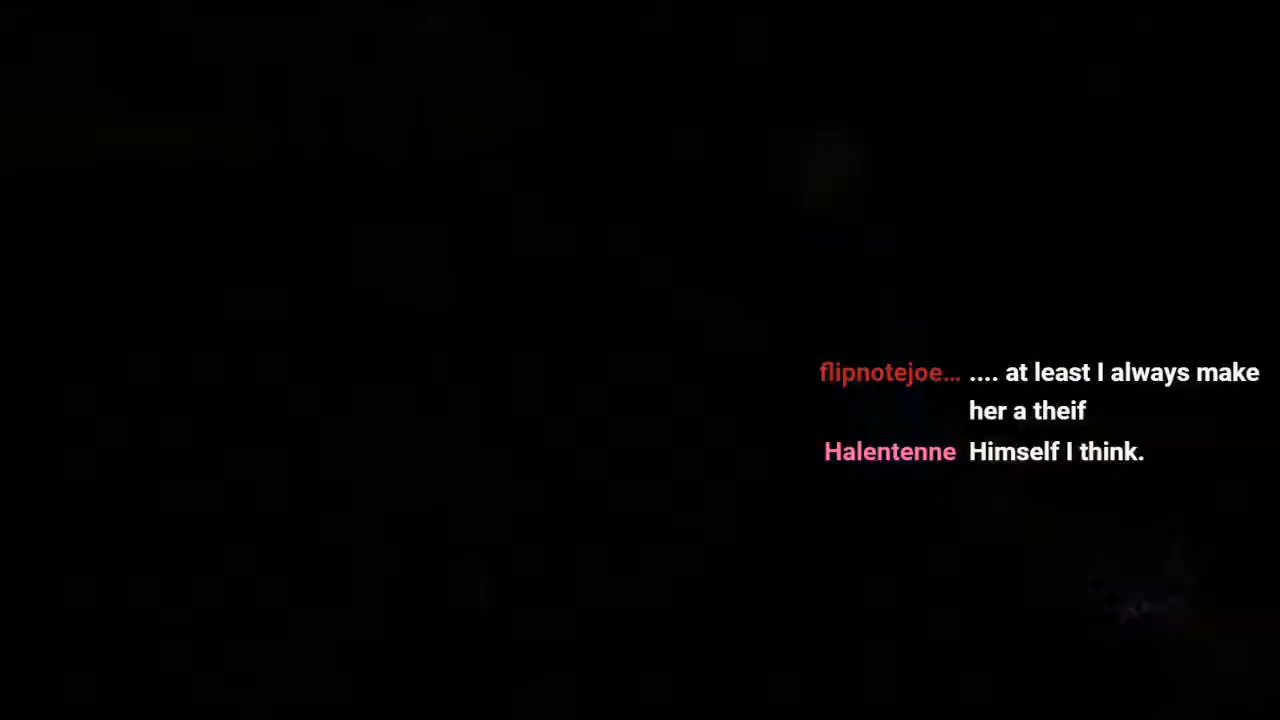 flipnotejoe... .... at least I always make
her a theif
Halentenne Himself I think.